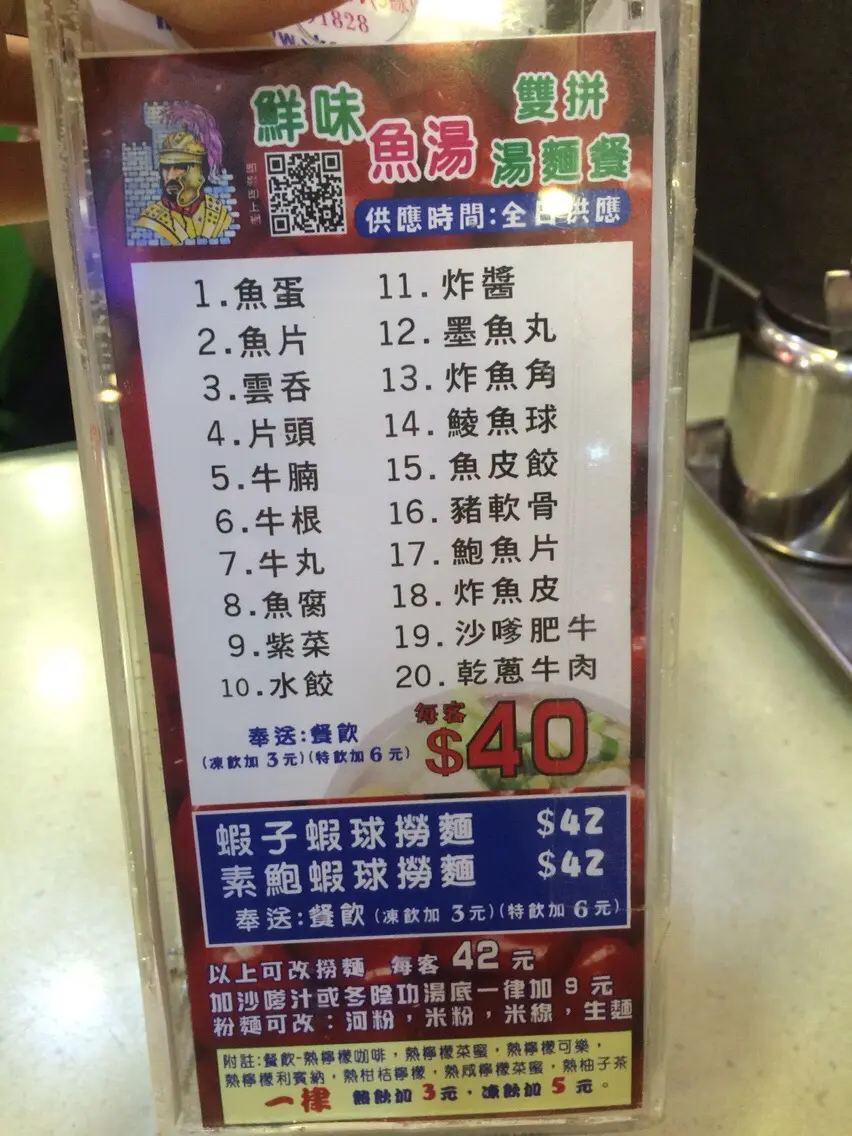 91828
鮮味
魚湯
雙拼
湯麵餐
供應時間:全日供應
1.魚蛋
2.魚片
3.雲吞
4.片頭
5.牛腩
6.牛根
7.牛丸
8.魚腐
9.紫菜
10.水餃
11.炸醬
12.墨魚丸
13.炸魚角
14.鯪魚球
15.魚皮餃
16.豬軟骨
17.鮑魚片
18.炸魚皮
19.沙嗲肥牛
20.乾蔥牛肉
奉送:餐飲
(凍飲加 3元)(特飲加 6 元)
每客
$40
蝦子蝦球撈麵 $42
素鮑蝦球撈麵 $42
奉送:餐飲 (凍飲加 3元)(特飲加 6 元)
以上可改撈麵 每客 42 元
加沙嗲汁或冬陰功湯底一律加 9 元
粉麵可改：河粉，米粉，米線，生麵
附註:餐飲-熱檸檬咖啡，熱檸檬菜蜜，熱檸檬可樂，
熱檸檬利賓納，熱柑桔檸檬，熱咸檸檬菜蜜，熱柚子茶
一律 熱飲加 3元，凍飲加 5 元。